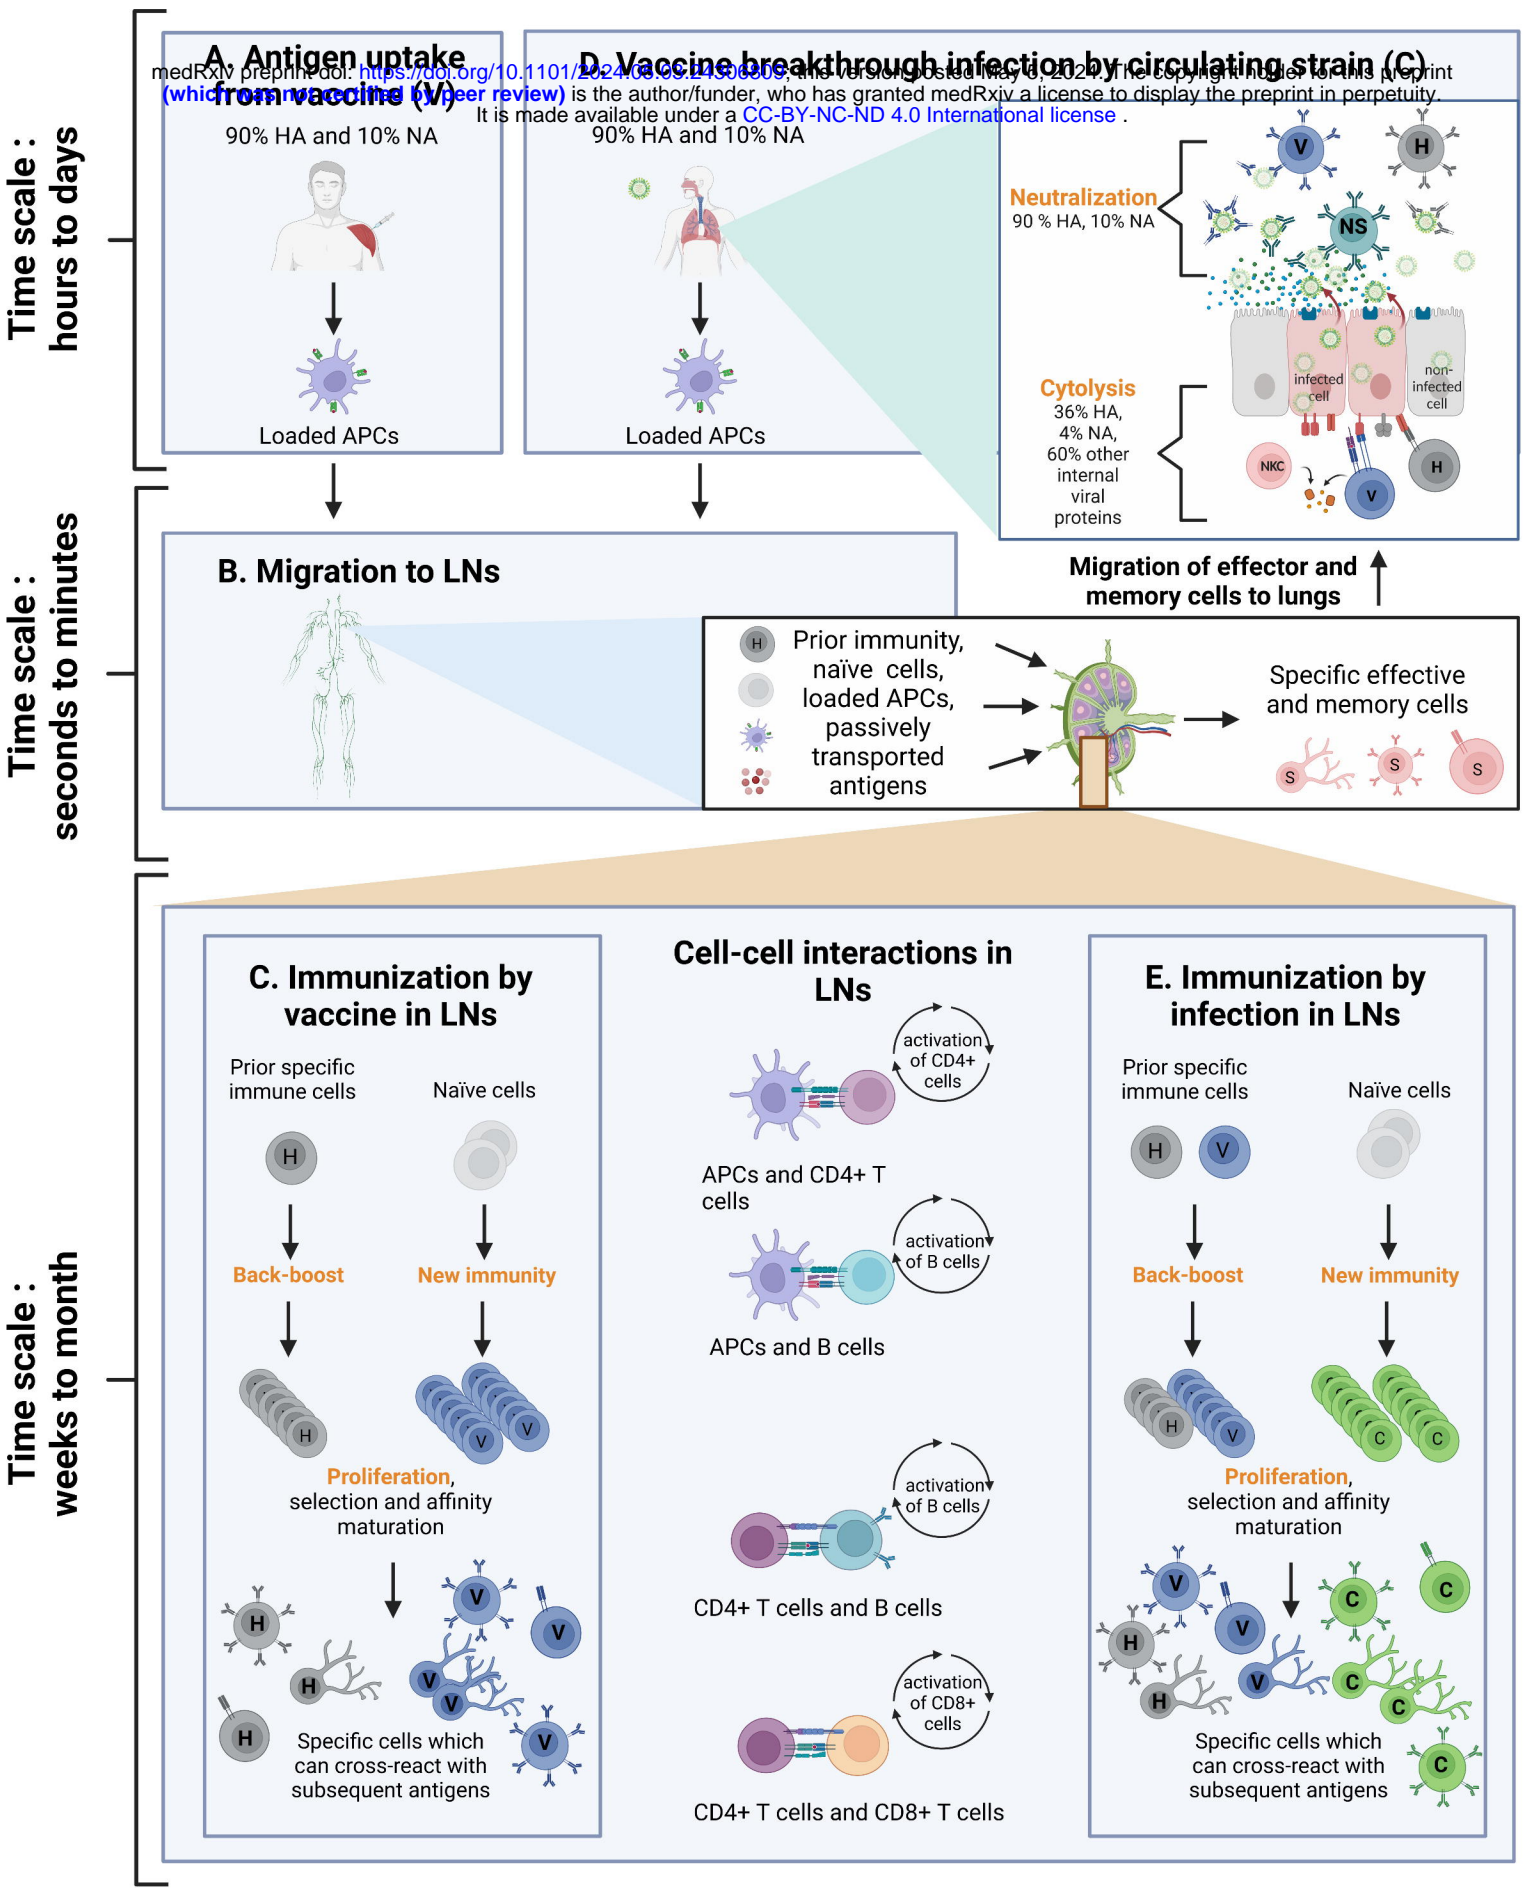 A. Antigen uptake
from vaccine (V)
D. Vaccine breakthrough infection by circulating strain (C)
medRxiv preprint doi: https://doi.org/10.1101/2024.05.03.24306809; this version posted May 6, 2024. The copyright holder for this preprint
(which was not certified by peer review) is the author/funder, who has granted medRxiv a license to display the preprint in perpetuity.
It is made available under a CC-BY-NC-ND 4.0 International license .
Time scale :
hours to days
90% HA and 10% NA
Loaded APCs
90% HA and 10% NA
Loaded APCs
V
H
Neutralization
90 % HA, 10% NA
NS
infected
cell
non-
infected
cell
Cytolysis
36% HA,
4% NA,
60% other
internal
viral
proteins
NKC
V
H
Time scale :
seconds to minutes
B. Migration to LNs
Migration of effector and
memory cells to lungs
H
Prior immunity,
naïve cells,
loaded APCs,
passively
transported
antigens
Specific effective
and memory cells
S
S
S
Time scale :
weeks to month
C. Immunization by
vaccine in LNs
Prior specific
immune cells
Naïve cells
H
Back-boost
New immunity
H
V
V
Proliferation,
selection and affinity
maturation
H
V
V
H
V
V
H
V
Specific cells which
can cross-react with
subsequent antigens
Cell-cell interactions in
LNs
activation
of CD4+
cells
APCs and CD4+ T
cells
activation
of B cells
APCs and B cells
activation
of B cells
CD4+ T cells and B cells
activation
of CD8+
cells
CD4+ T cells and CD8+ T cells
E. Immunization by
infection in LNs
Prior specific
immune cells
Naïve cells
H
V
Back-boost
New immunity
H
V
C
C
Proliferation,
selection and affinity
maturation
V
C
C
H
V
H
V
C
C
C
Specific cells which
can cross-react with
subsequent antigens